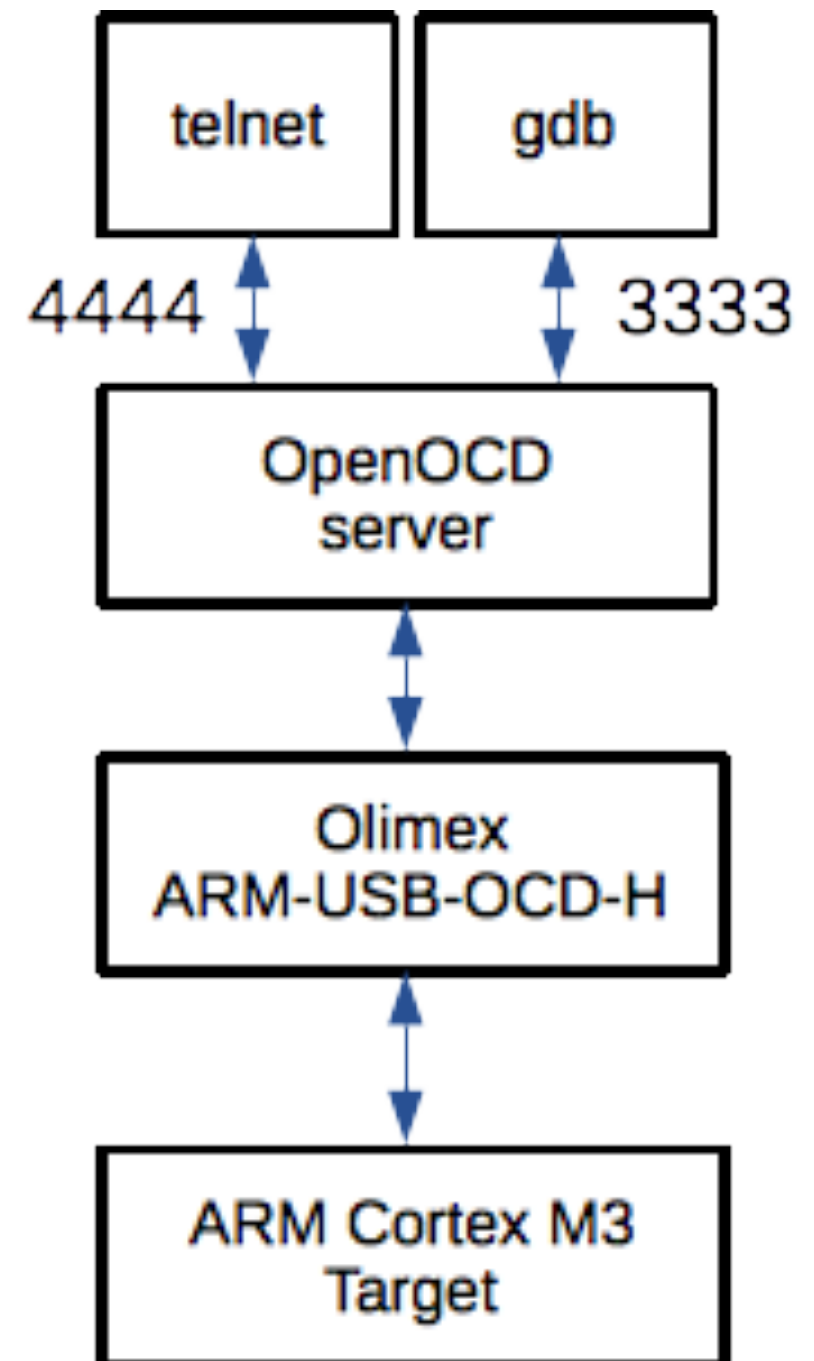 telnet
gdb
4444
3333
OpenOCD
server
Olimex
ARM-USB-OCD-H
ARM Cortex M3
Target